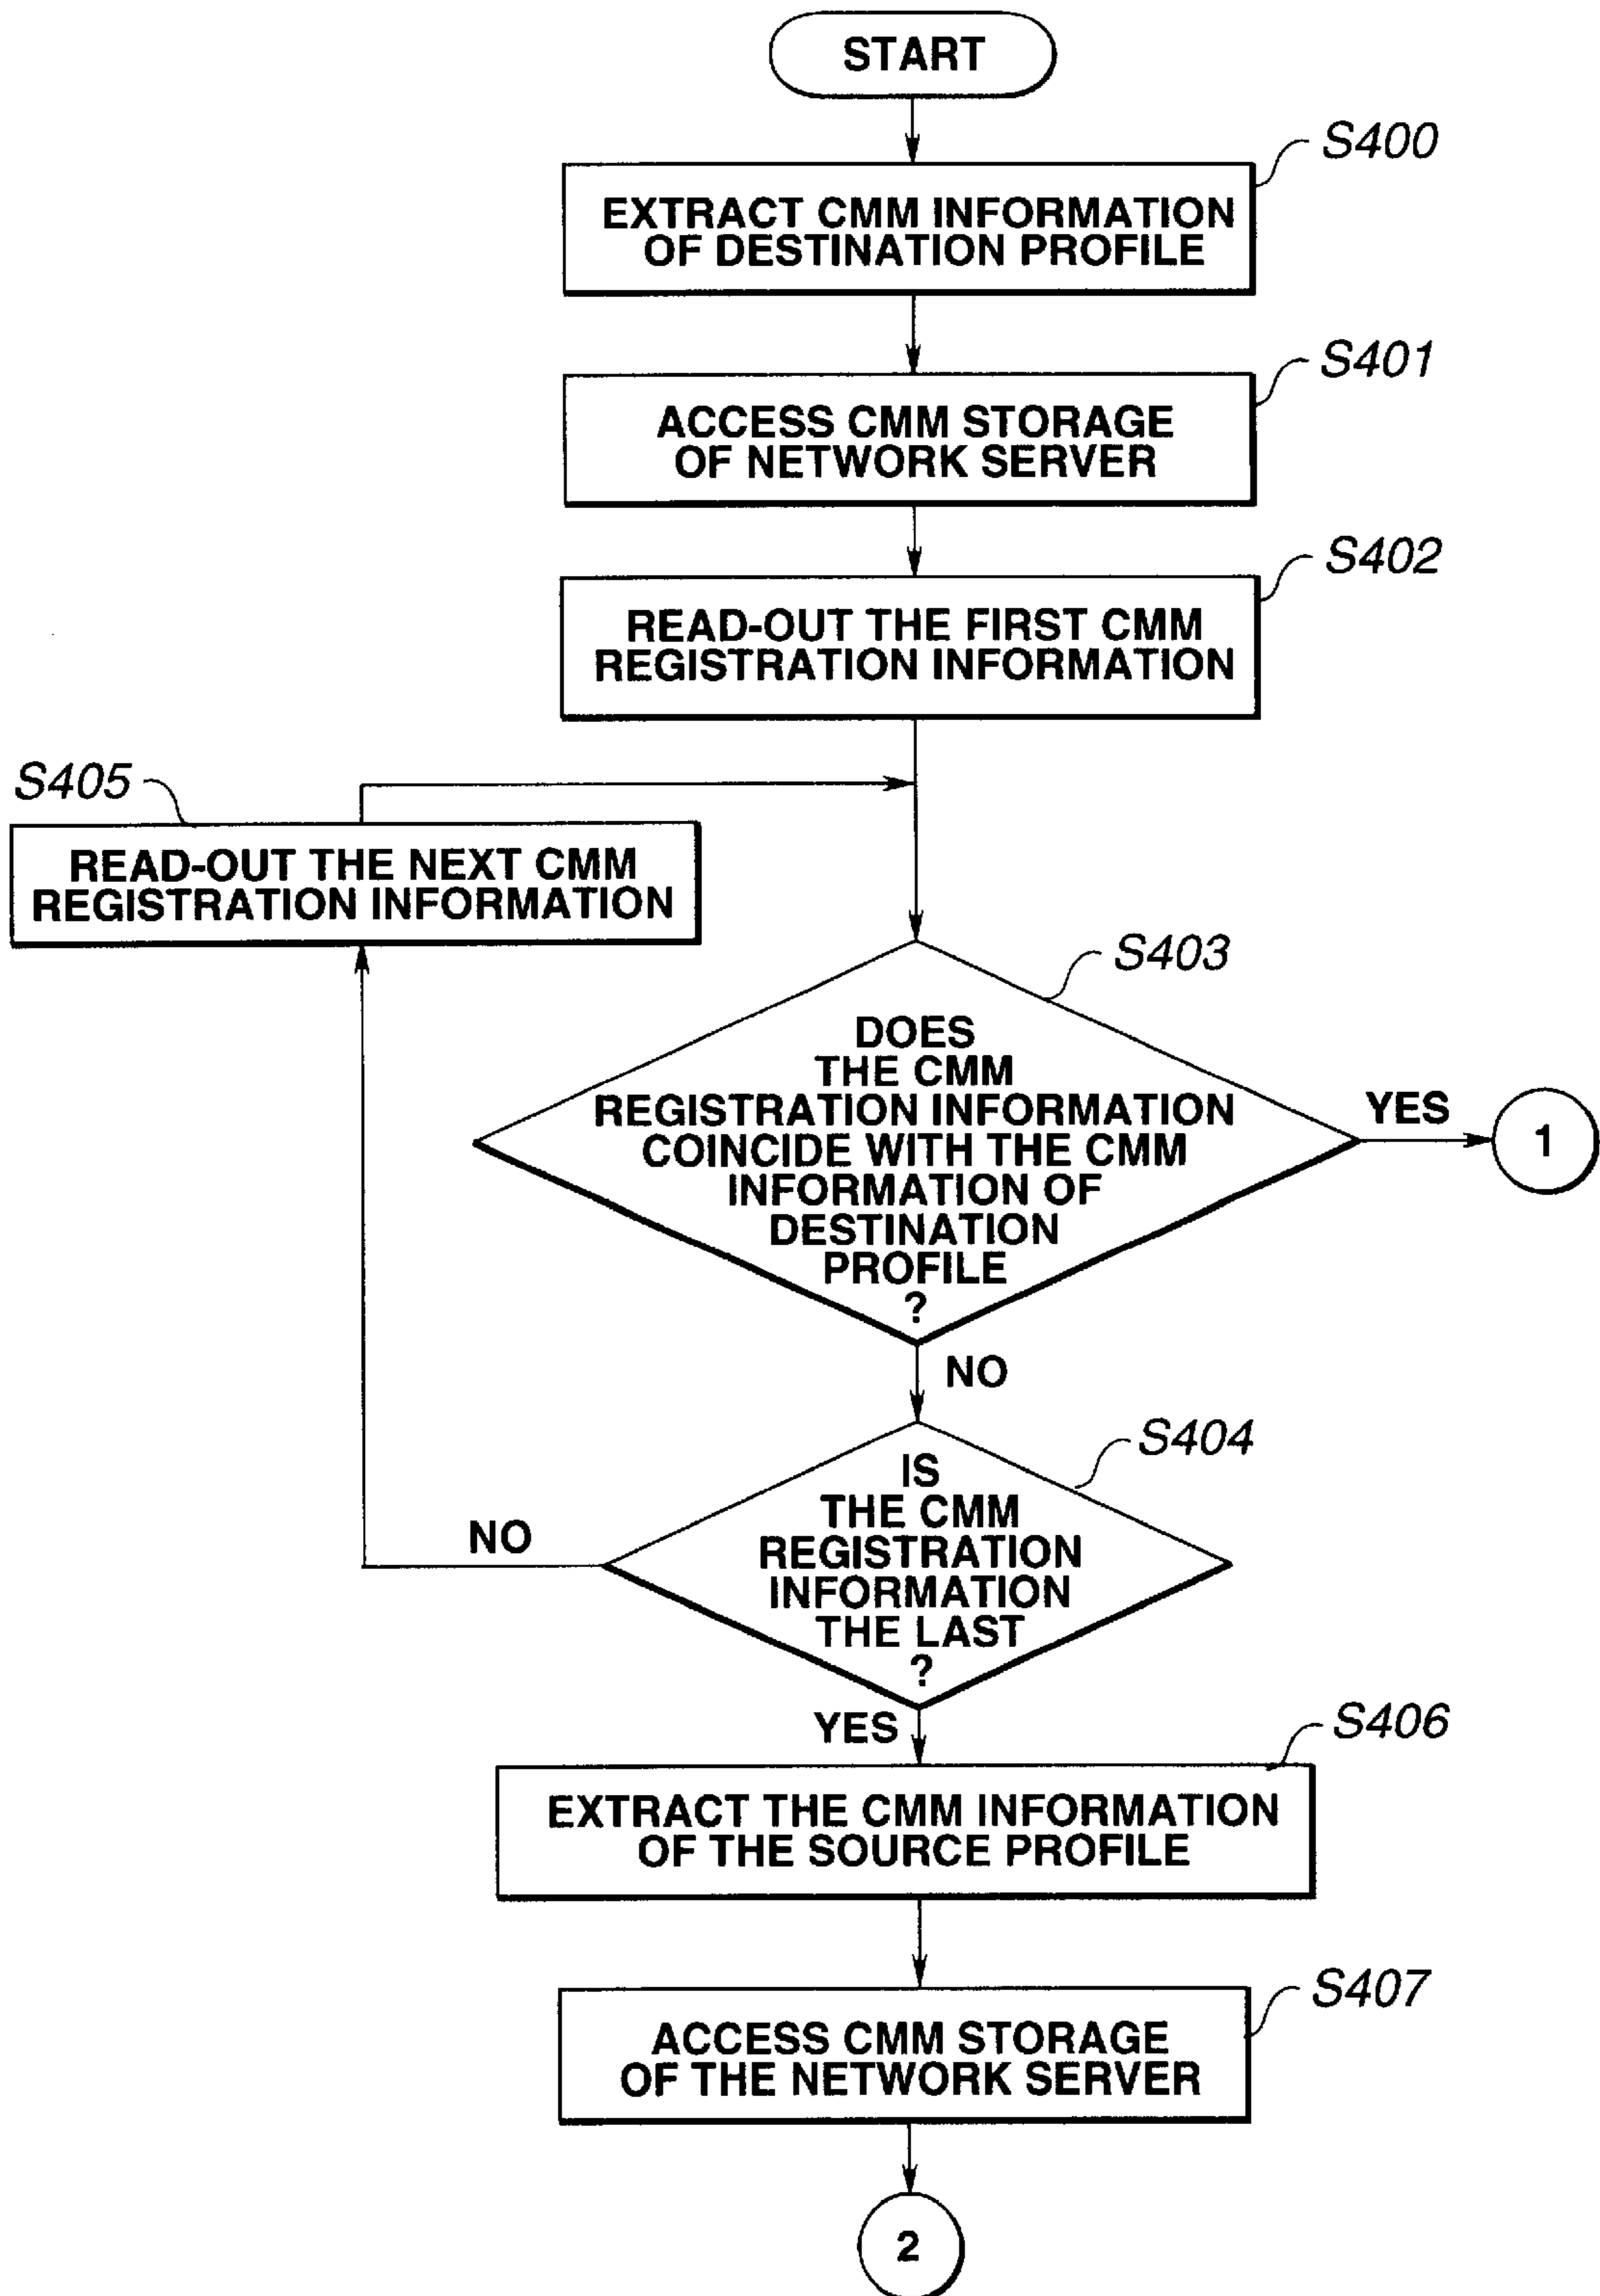 START
S400
EXTRACT CMM INFORMATION
OF DESTINATION PROFILE
S401
ACCESS CMM STORAGE
OF NETWORK SERVER
S402
READ-OUT THE FIRST CMM
REGISTRATION INFORMATION
S405
READ-OUT THE NEXT CMM
REGISTRATION INFORMATION
S403
DOES
THE CMM
REGISTRATION INFORMATION
COINCIDE WITH THE CMM
INFORMATION OF
DESTINATION
PROFILE
?
YES
1
NO
S404
IS
THE CMM
REGISTRATION
INFORMATION
THE LAST
?
NO
YES
S406
EXTRACT THE CMM INFORMATION
OF THE SOURCE PROFILE
S407
ACCESS CMM STORAGE
OF THE NETWORK SERVER
2